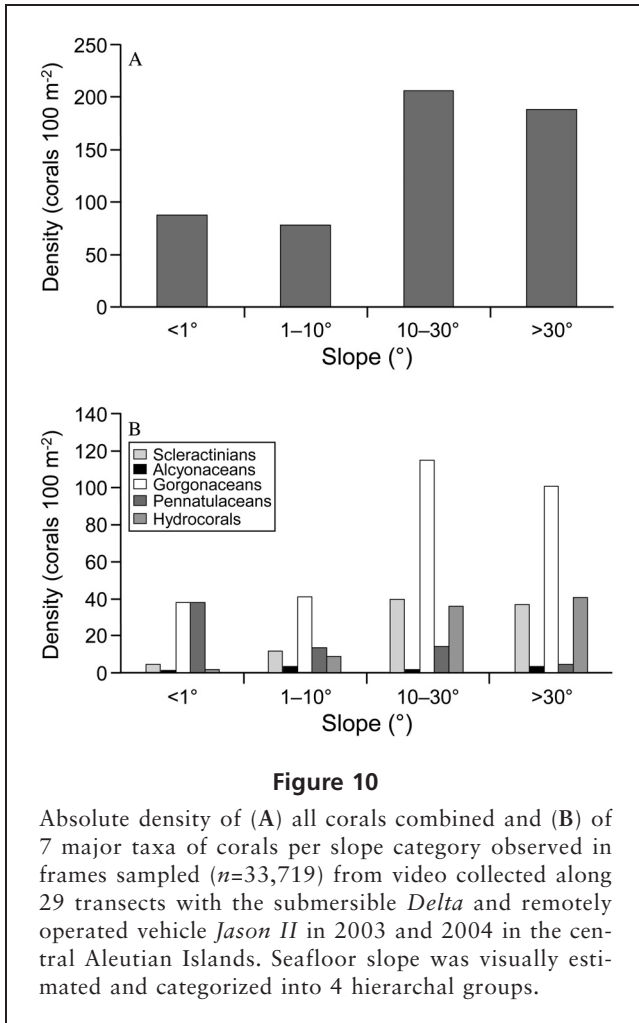 A
Density (corals 100 m⁻²)
250
200
150
100
50
0
<1° 1–10° 10–30° >30°
Slope (°)
B
Density (corals 100 m⁻²)
140
120
100
80
60
40
20
0
Scleractinians
Alcyonaceans
Gorgonaceans
Pennatulaceans
Hydrocorals
<1° 1–10° 10–30° >30°
Slope (°)
Figure 10
Absolute density of (A) all corals combined and (B) of
7 major taxa of corals per slope category observed in
frames sampled (n=33,719) from video collected along
29 transects with the submersible Delta and remotely
operated vehicle Jason II in 2003 and 2004 in the cen-
tral Aleutian Islands. Seafloor slope was visually esti-
mated and categorized into 4 hierarchal groups.